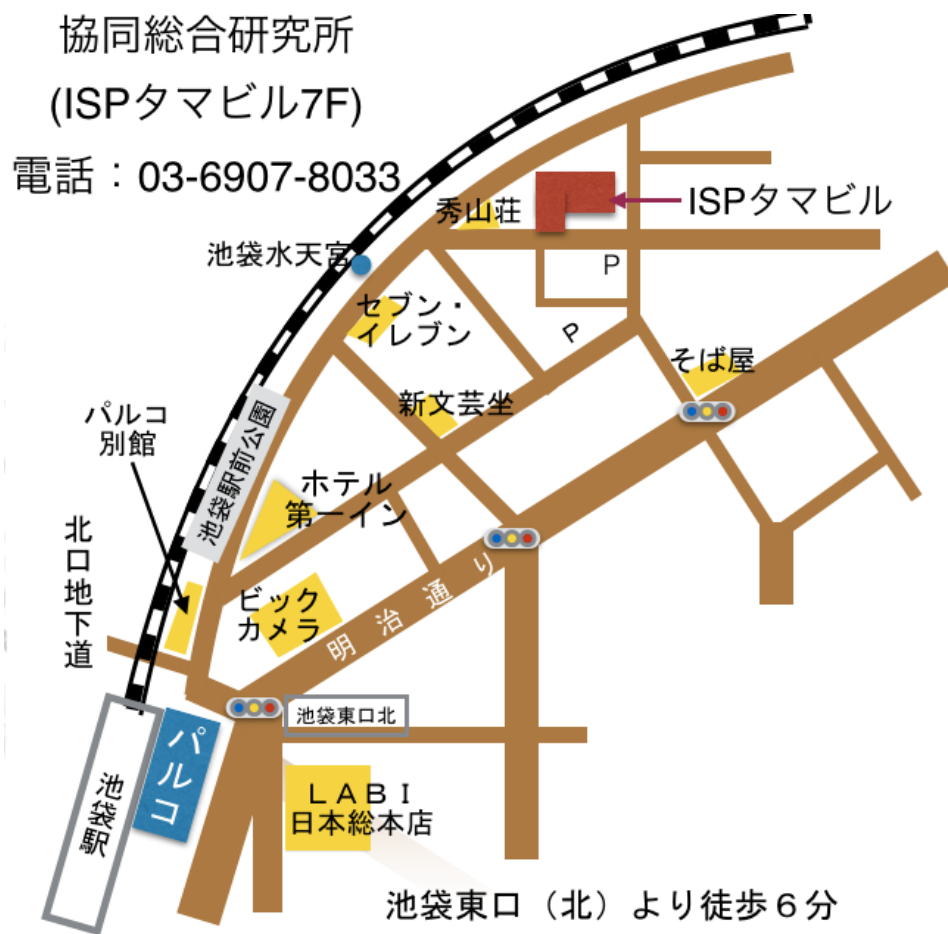 協同総合研究所
(ISPタマビル7F)
電話：03-6907-8033
秀山荘
ISPタマビル
池袋水天宮
P
セブン・
イレブン
P
そば屋
新文芸坐
パルコ
別館
池袋駅前公園
ホテル
第一イン
北口地下道
ビック
カメラ
明治通り
池袋東口北
パルコ
池袋駅
ＬＡＢＩ
日本総本店
池袋東口（北）より徒歩６分